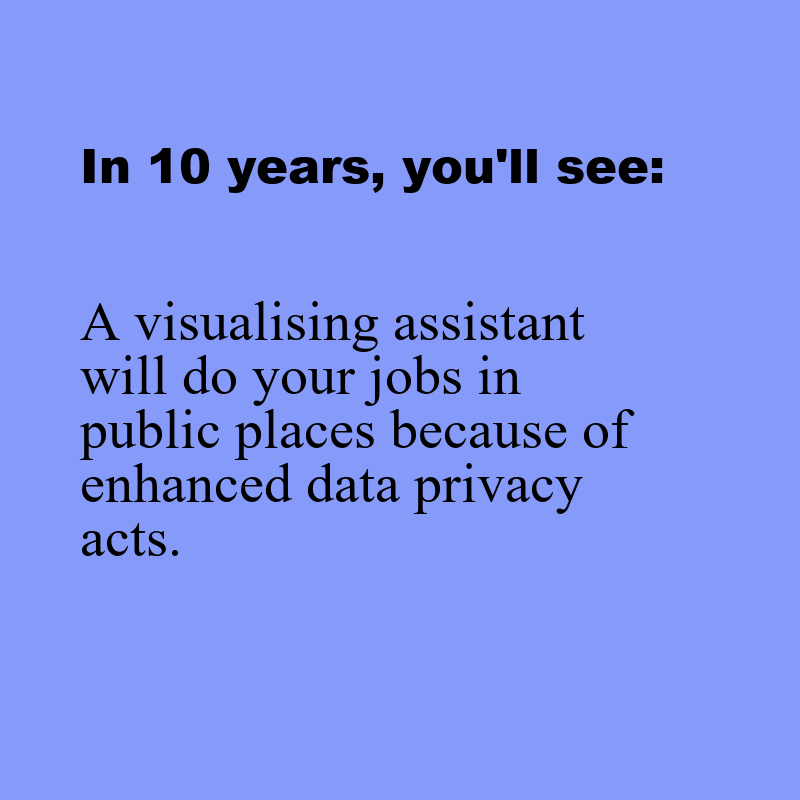 In 10 years, you'll see:
A visualising assistant
will do your jobs in
public places because of
enhanced data privacy
acts.